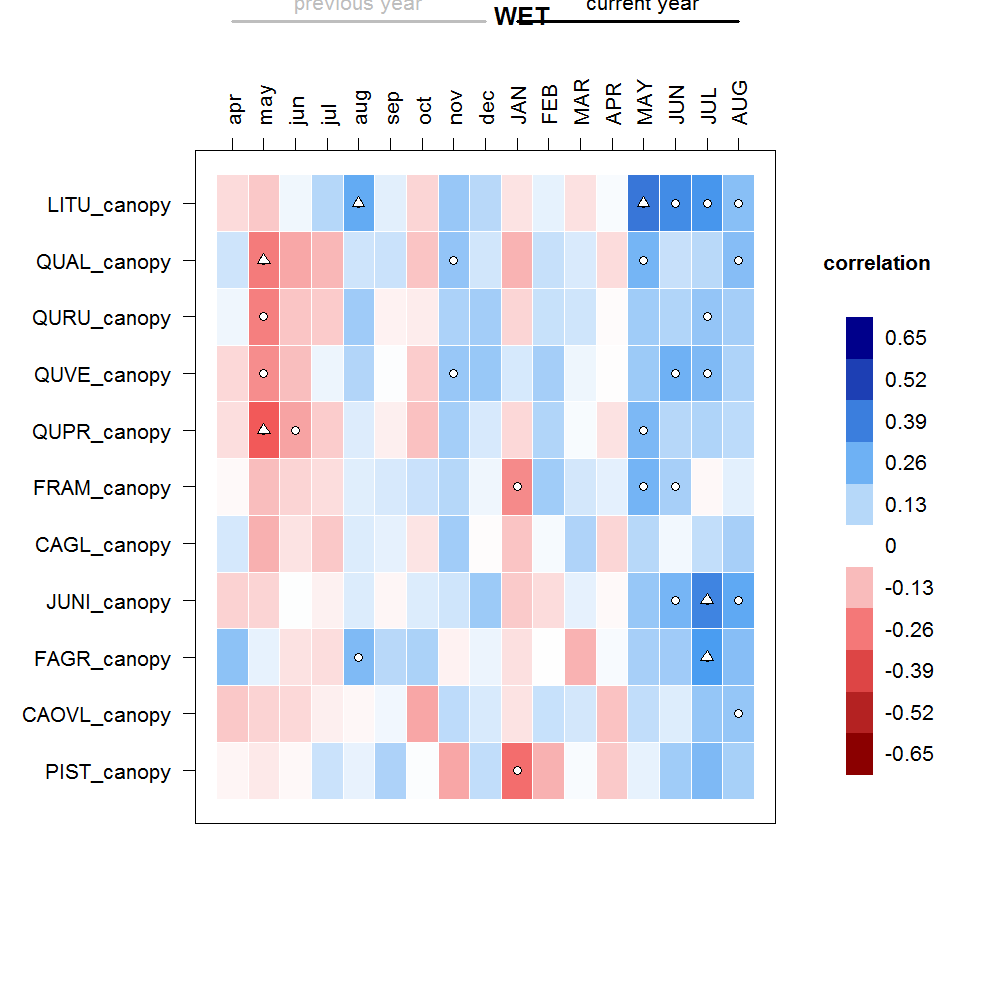 previous year
WET
current year
apr
may
jun
jul
aug
sep
oct
nov
dec
JAN
FEB
MAR
APR
MAY
JUN
JUL
AUG
LITU_canopy
QUAL_canopy
QURU_canopy
QUVE_canopy
QUPR_canopy
FRAM_canopy
CAGL_canopy
JUNI_canopy
FAGR_canopy
CAOVL_canopy
PIST_canopy
correlation
0.65
0.52
0.39
0.26
0.13
0
-0.13
-0.26
-0.39
-0.52
-0.65